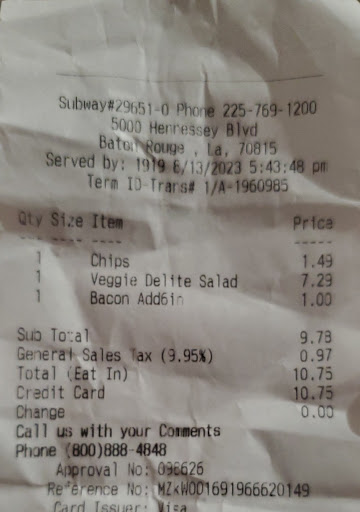 Subway#29651-0 Phone 225-769-1200
5000 Hennessey Blvd
Baton Rouge , La, 70815
Served by: 1919 6/13/2023 5:43:48 pm
Term ID-Trans# 1/A-1960985
Qty Size Item Price
--- ---- ---- -----
1 Chips 1.49
1 Veggie Delite Salad 7.29
1 Bacon Add6in 1.00
Sub Total 9.78
General Sales Tax (9.95%) 0.97
Total (Eat In) 10.75
Credit Card 10.75
Change 0.00
Call us with your Comments
Phone (800)888-4848
Approval No: 096626
Reference No: MZKW001691966620149
Card Issuer: Visa